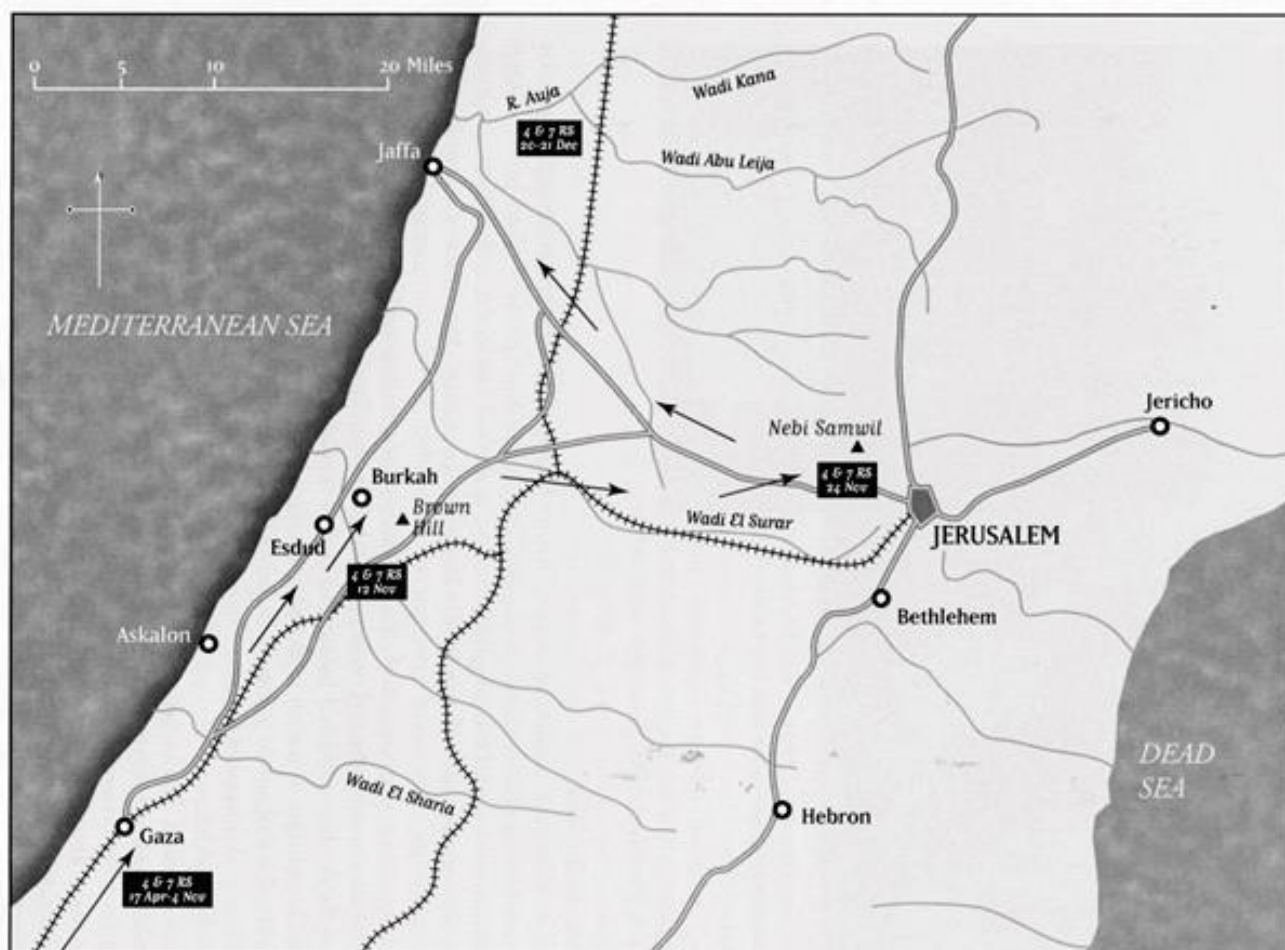 0 5 10 20 Miles
R. Auja
Wadi Kana
4 & 7 RS
20-21 Dec
Jaffa
Wadi Abu Leija
MEDITERRANEAN SEA
Jericho
Nebi Samwil
4 & 7 RS
24 Nov
Burkah
Brown
Hill
Esdud
Wadi El Surar
JERUSALEM
4 & 7 RS
12 Nov
Bethlehem
Askalon
DEAD
SEA
Wadi El Sharia
Hebron
Gaza
4 & 7 RS
17 Apr-4 Nov